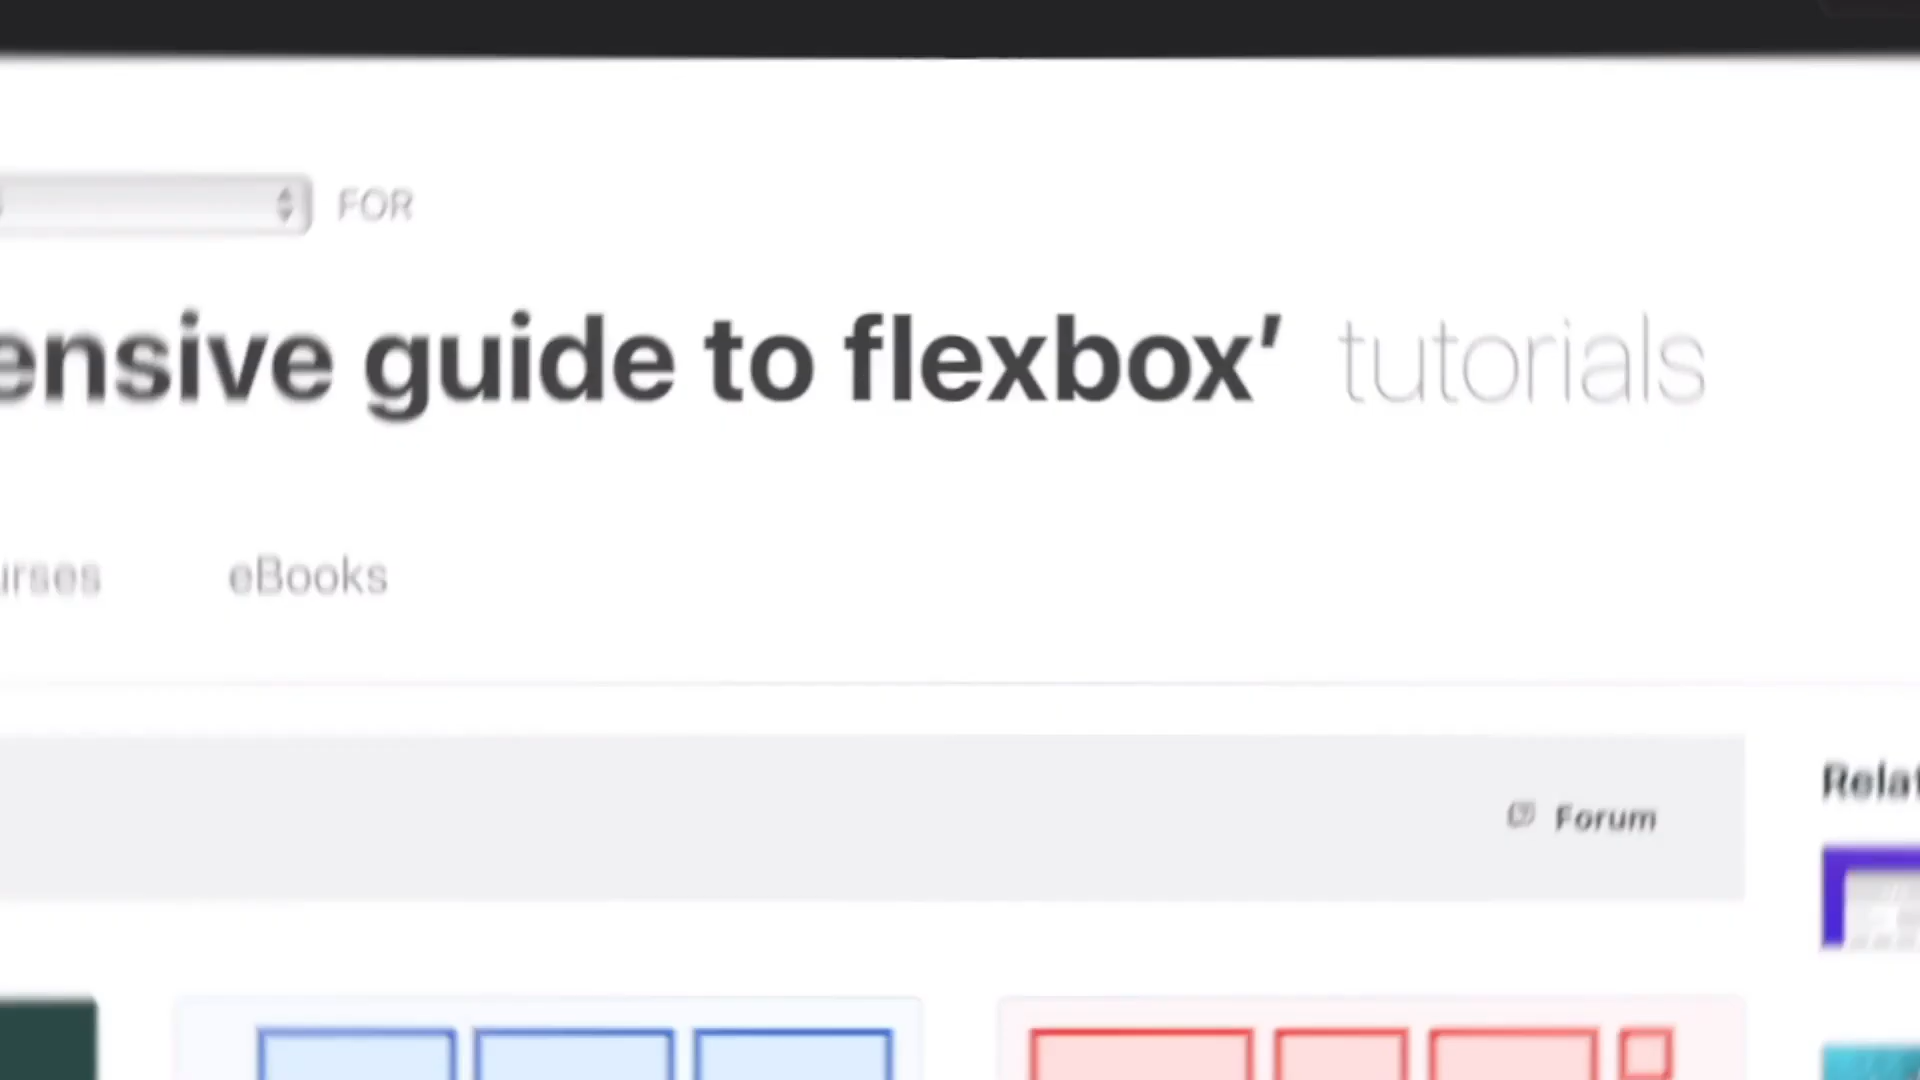 FOR
ensive guide to flexbox’ tutorials
urses eBooks
Forum
Relat